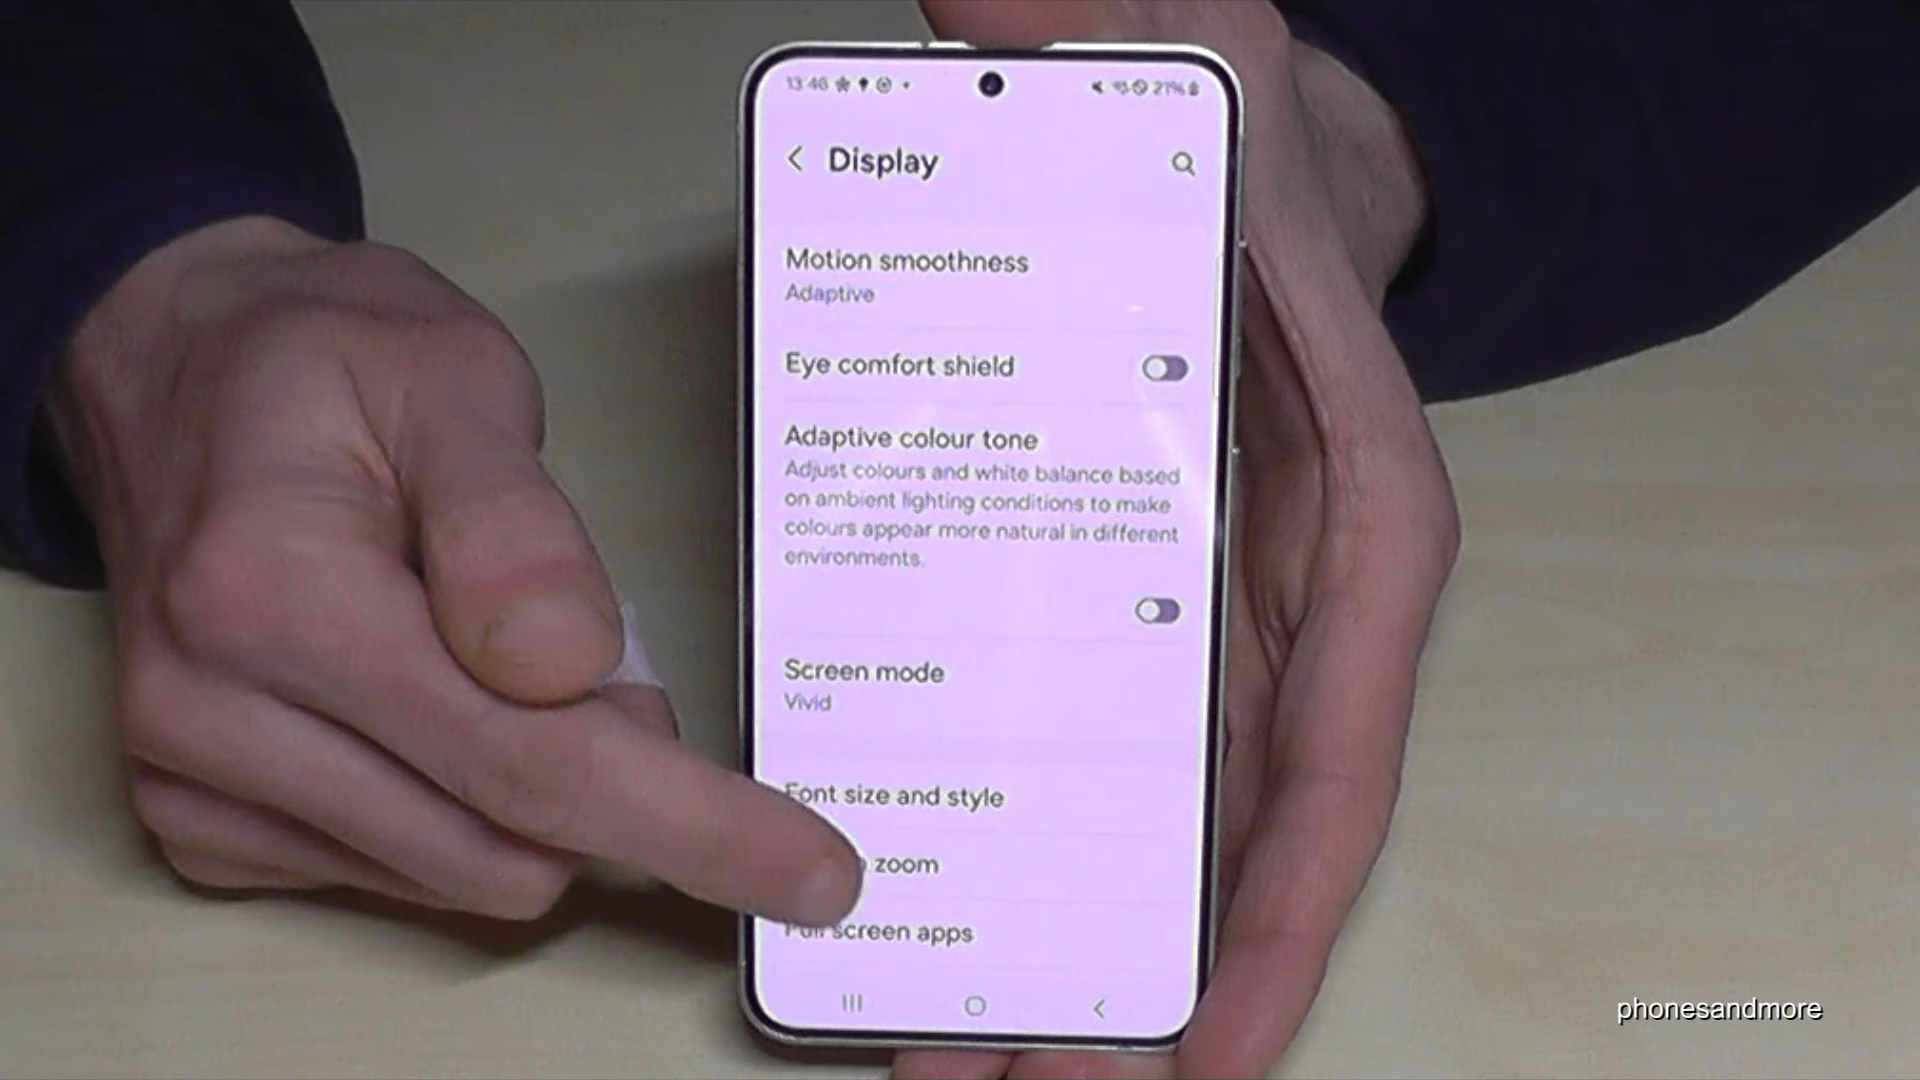 13:46
21%
Display
Motion smoothness
Adaptive
Eye comfort shield
Adaptive colour tone
Adjust colours and white balance based
on ambient lighting conditions to make
colours appear more natural in different
environments.
Screen mode
Vivid
Font size and style
zoom
Full screen apps
phonesandmore